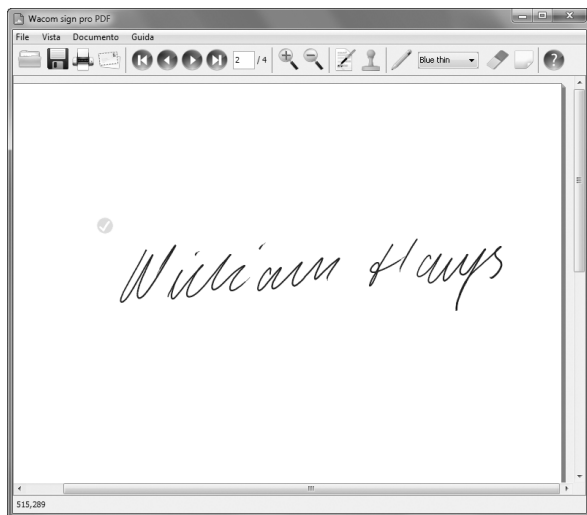 Wacom sign pro PDF
File Vista Documento Guida
2 / 4 Blue thin ?
William Hays
515,289